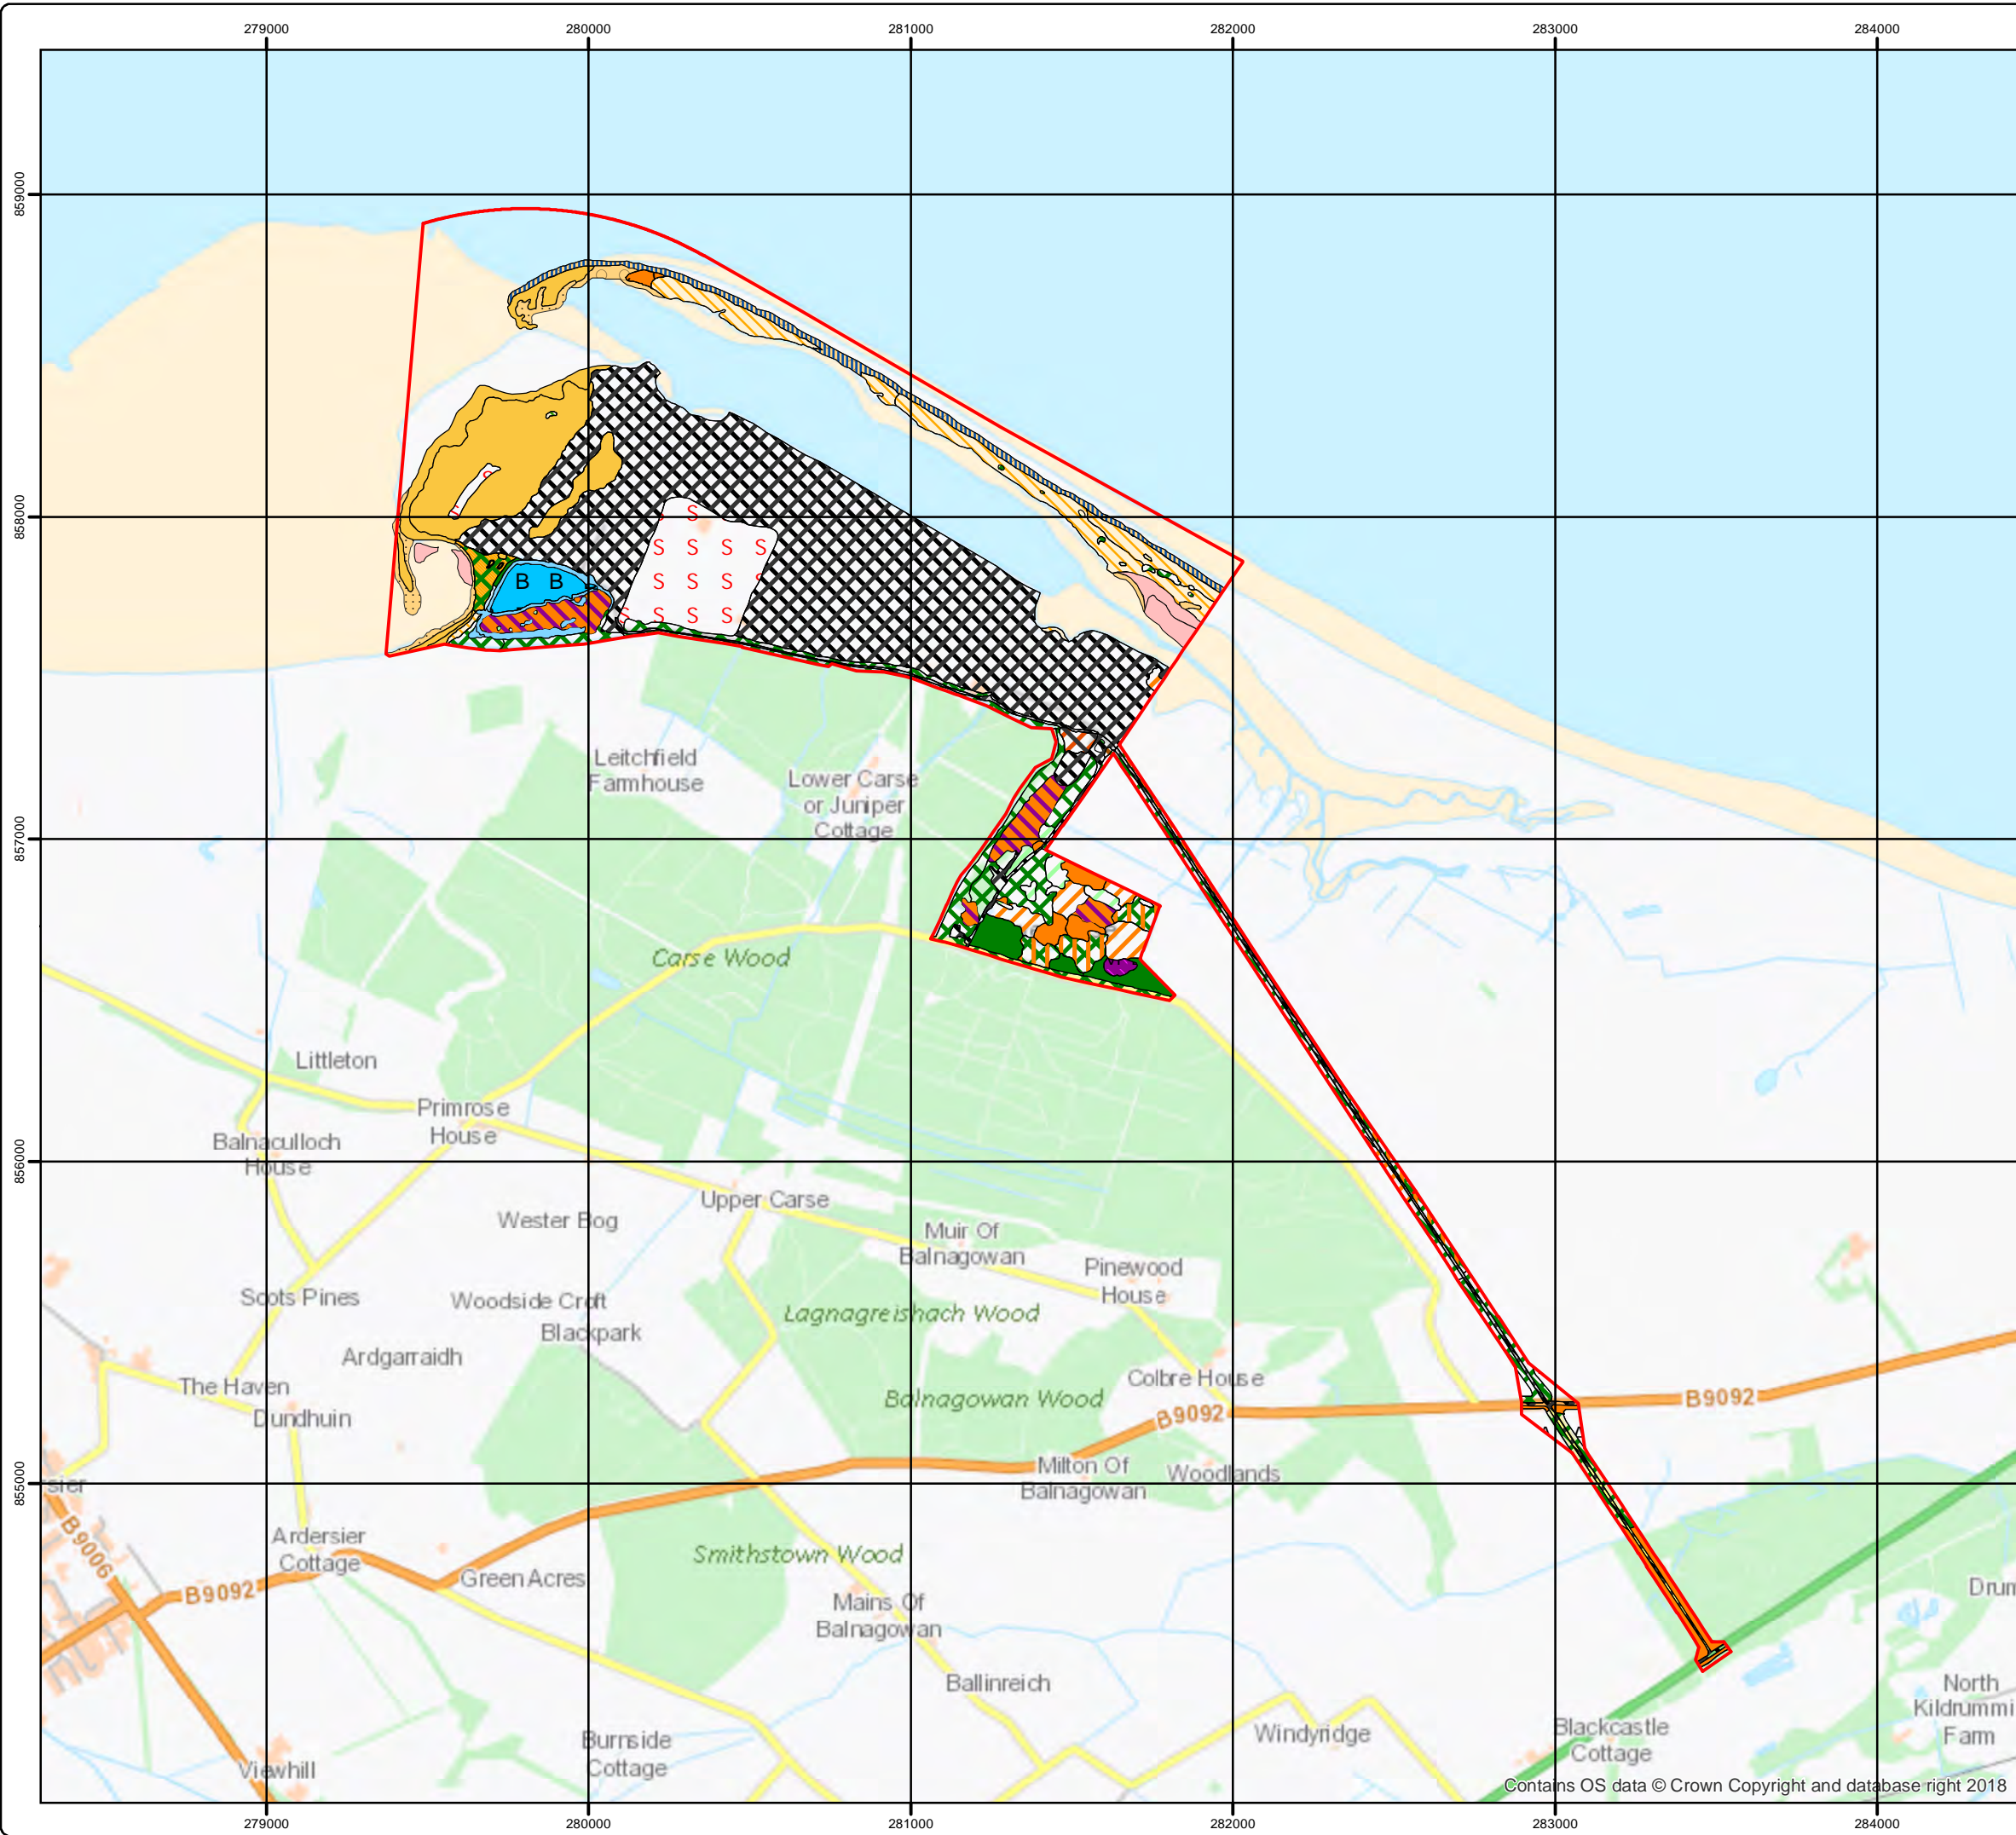 279000 280000 281000 282000 283000 284000
859000
858000
S
S S S S
B B
S S S
S S S
Leitchfield
Farmhouse
Lower Carse
or Juniper
Cottage
857000
Carse Wood
Littleton
Primrose
House
Balnaculloch
House
856000
Upper Carse
Wester Bog
Muir Of
Balnagowan
Pinewood
House
Scots Pines
Woodside Croft
Lagnagreishach Wood
Blackpark
Ardgarraidh
The Haven
Colbre House
Balnagowan Wood
B9092
B9092
Dundhuin
Milton Of
Balnagowan
Woodlands
sier
855000
B9006
Ardersier
Cottage
Smithstown Wood
Green Acres
B9092
Drum
Mains Of
Balnagowan
Ballinreich
North
Kildrummi
Farm
Windyridge
Blackcastle
Cottage
Burnside
Cottage
Viewhill
Contains OS data © Crown Copyright and database right 2018
279000 280000 281000 282000 283000 284000